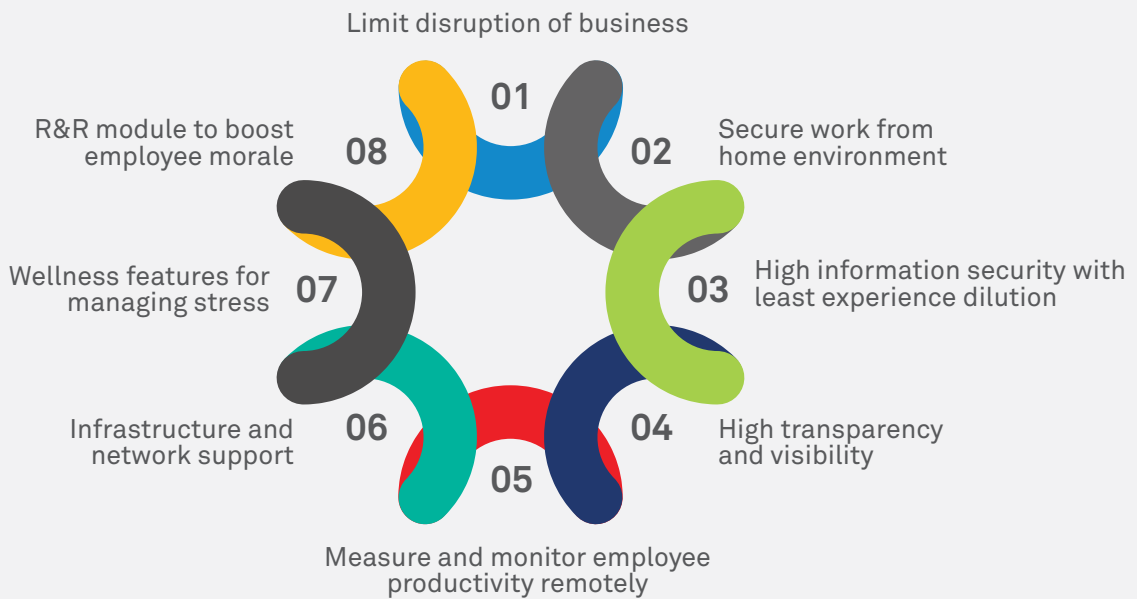 Limit disruption of business
01
02
Secure work from
home environment
03
High information security with
least experience dilution
04
High transparency
and visibility
05
Measure and monitor employee
productivity remotely
06
Infrastructure and
network support
07
Wellness features for
managing stress
08
R&R module to boost
employee morale